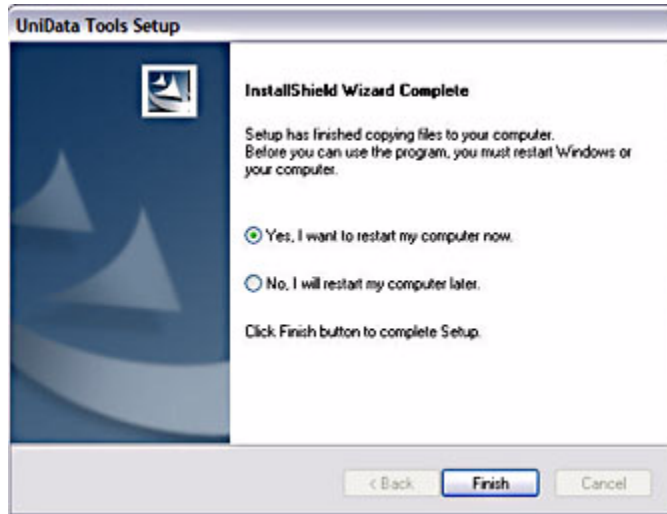 UniData Tools Setup
InstallShield Wizard Complete
Setup has finished copying files to your computer.
Before you can use the program, you must restart Windows or
your computer.
Yes, I want to restart my computer now.
No, I will restart my computer later.
Click Finish button to complete Setup.
< Back Finish Cancel